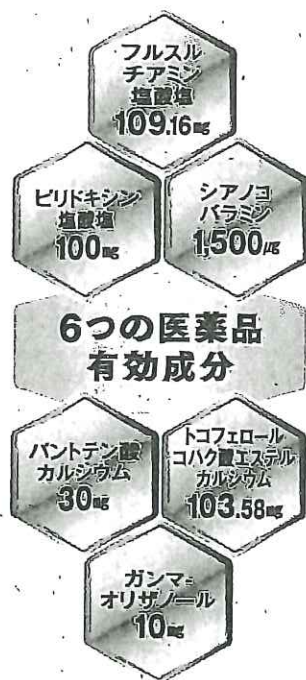 フルスル
チアミン
塩酸塩
109.16mg
ピリドキシン
塩酸塩
100mg
シアノコ
バラミン
1,500μg
6つの医薬品
有効成分
パントテン酸
カルシウム
30mg
トコフェロール
コハク酸エステル
カルシウム
103.58mg
ガンマ-
オリザノール
10mg